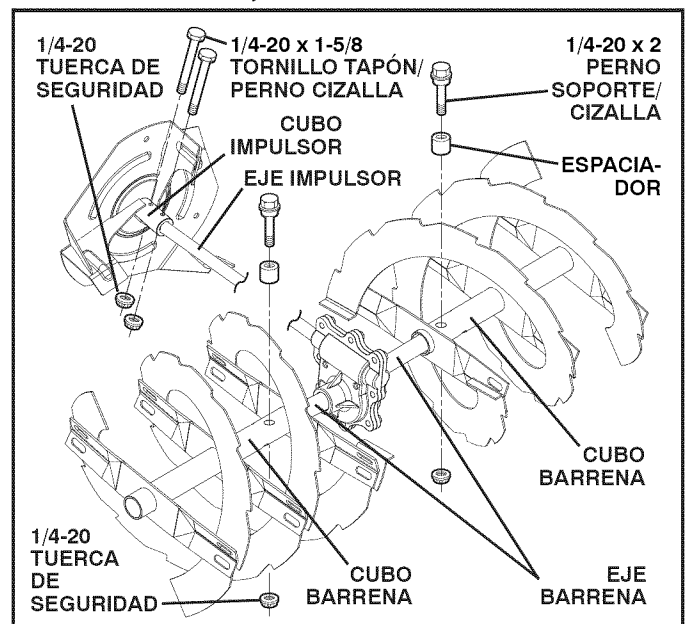 1/4-20
TUERCA DE
SEGURIDAD
1/4-20 x 1-5/8
TORNILLO TAPÓN/
PERNO CIZALLA
1/4-20 x 2
PERNO
SOPORTE/
CIZALLA
CUBO
IMPULSOR
EJE IMPULSOR
ESPACIA-
DOR
CUBO
BARRENA
1/4-20
TUERCA
DE
SEGURIDAD
CUBO
BARRENA
EJE
BARRENA